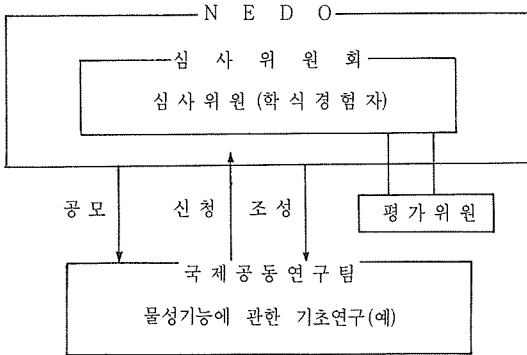 NEDO
심사위원회
심사위원(학식경험자)
공모 신청 조성 평가위원
국제공동연구팀
물성기능에 관한 기초연구(예)